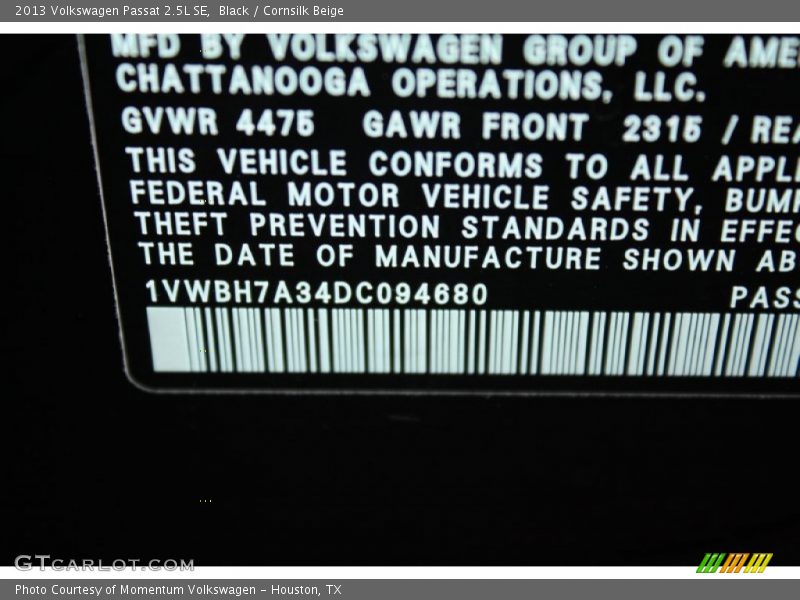 2013 Volkswagen Passat 2.5L SE,  Black / Cornsilk Beige
MFD BY VOLKSWAGEN GROUP OF AME
CHATTANOOGA OPERATIONS, LLC.
GVWR 4475 GAWR FRONT 2315 / REA
THIS VEHICLE CONFORMS TO ALL APPLI
FEDERAL MOTOR VEHICLE SAFETY, BUMP
THEFT PREVENTION STANDARDS IN EFFEC
THE DATE OF MANUFACTURE SHOWN AB
1VWBH7A34DC094680 PASS
GTCARLOT.COM
Photo Courtesy of Momentum Volkswagen - Houston, TX